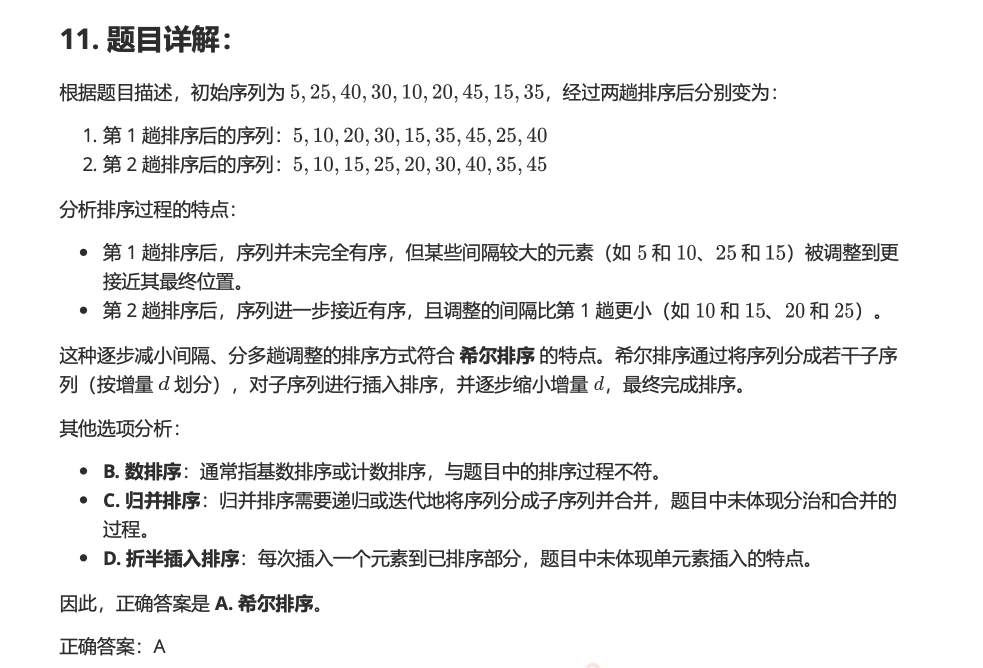 11. 题目详解：
根据题目描述，初始序列为 5, 25, 40, 30, 10, 20, 45, 15, 35，经过两趟排序后分别变为：
1. 第 1 趟排序后的序列：5, 10, 20, 30, 15, 35, 45, 25, 40
2. 第 2 趟排序后的序列：5, 10, 15, 25, 20, 30, 40, 35, 45
分析排序过程的特点：
• 第 1 趟排序后，序列并未完全有序，但某些间隔较大的元素（如 5 和 10、25 和 15）被调整到更
接近其最终位置。
• 第 2 趟排序后，序列进一步接近有序，且调整的间隔比第 1 趟更小（如 10 和 15、20 和 25）。
这种逐步减小间隔、分多趟调整的排序方式符合 希尔排序 的特点。希尔排序通过将序列分成若干子序
列（按增量 d 划分），对子序列进行插入排序，并逐步缩小增量 d，最终完成排序。
其他选项分析：
• B. 数排序：通常指基数排序或计数排序，与题目中的排序过程不符。
• C. 归并排序：归并排序需要递归或迭代地将序列分成子序列并合并，题目中未体现分治和合并的
过程。
• D. 折半插入排序：每次插入一个元素到已排序部分，题目中未体现单元素插入的特点。
因此，正确答案是 A. 希尔排序。
正确答案：A